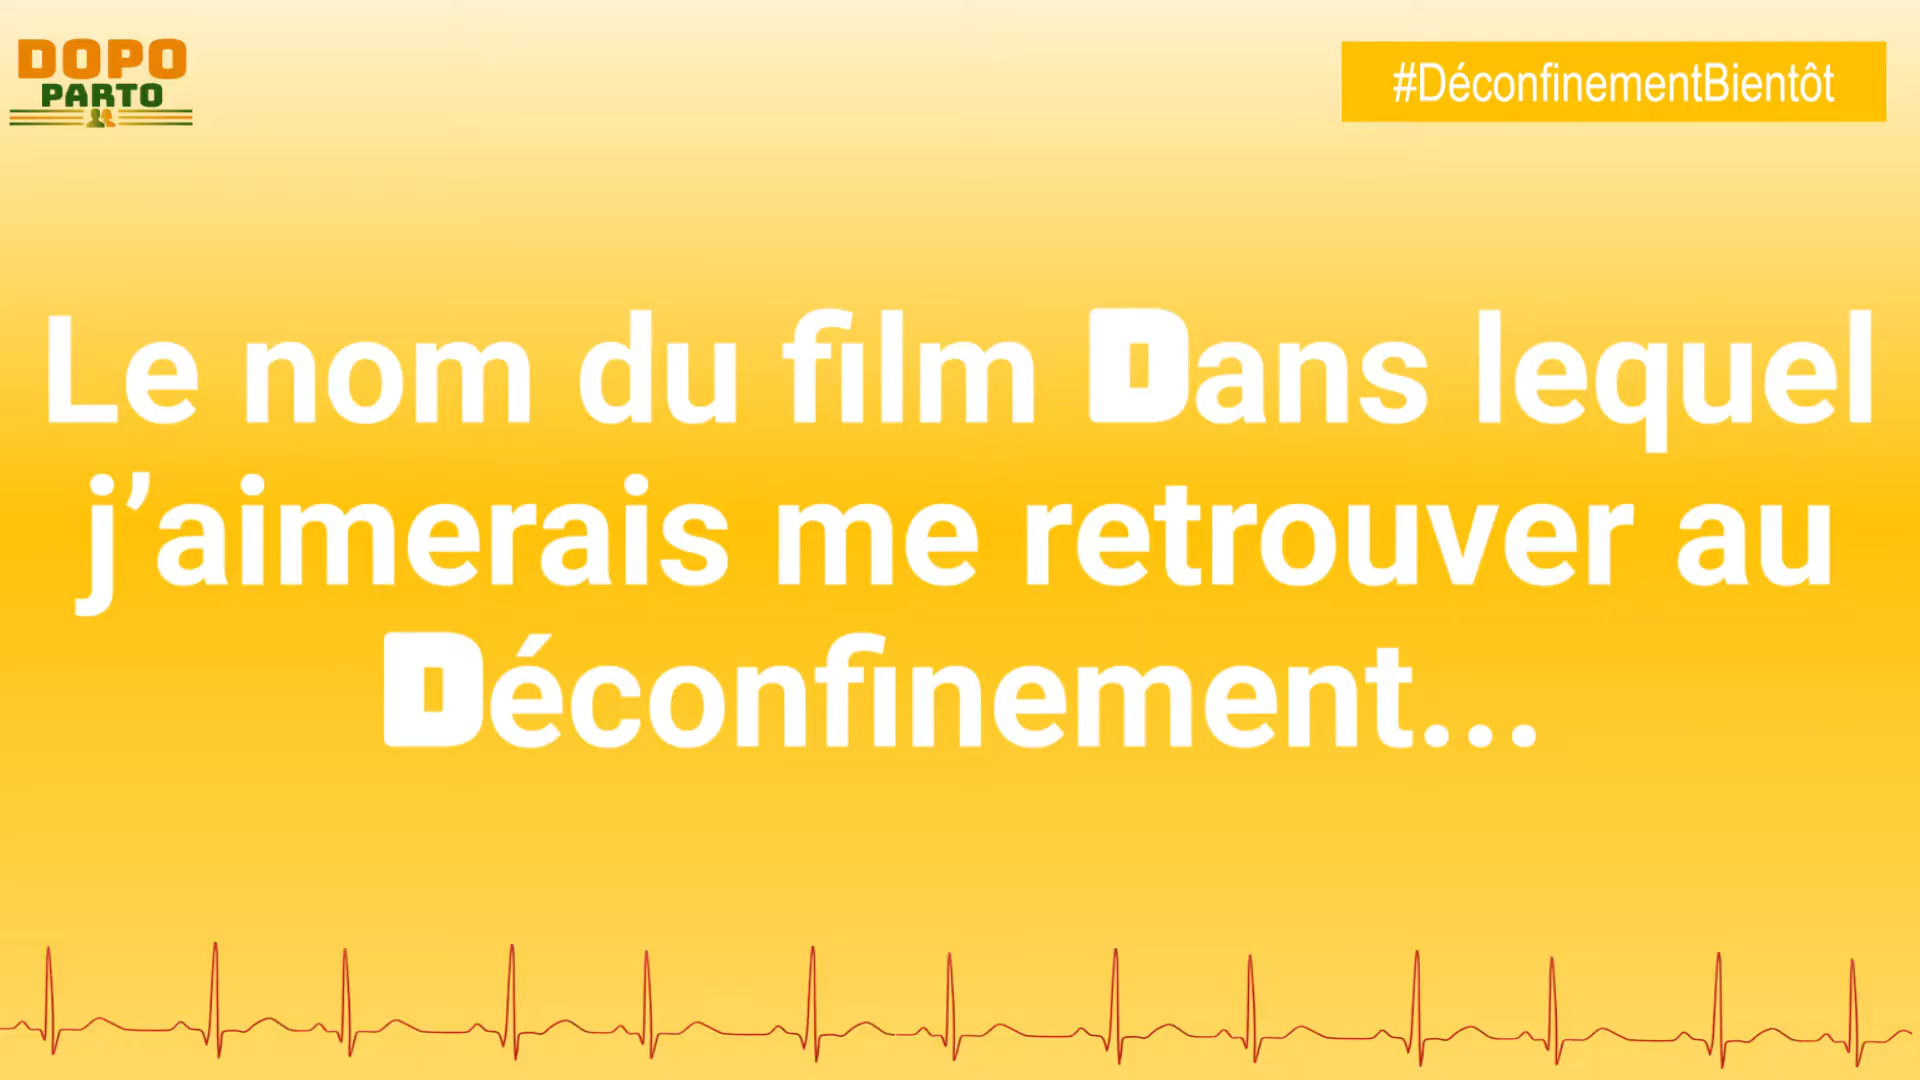 DOPO
PARTO
#DéconfinementBientôt
Le nom du film Dans lequel
j’aimerais me retrouver au
Déconfinement...